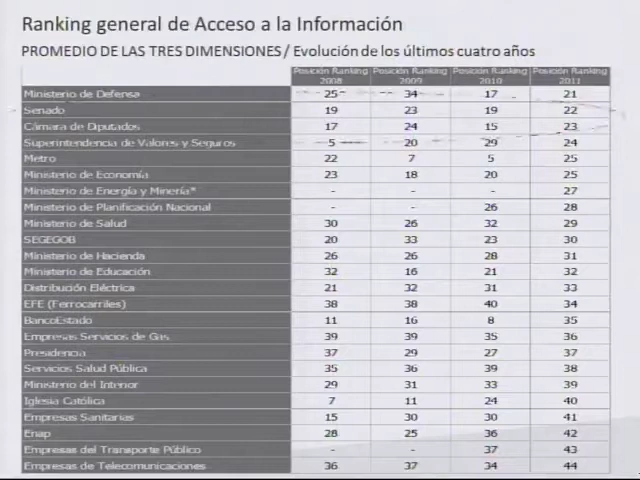 Ranking general de Acceso a la Información
PROMEDIO DE LAS TRES DIMENSIONES / Evolución de los últimos cuatro años
Posición Ranking 2008 Posición Ranking 2009 Posición Ranking 2010 Posición Ranking 2011
Ministerio de Defensa 25 34 17 21
Senado 19 23 19 22
Cámara de Diputados 17 24 15 23
Superintendencia de Valores y Seguros 5 20 29 24
Metro 22 7 5 25
Ministerio de Economía 23 18 20 25
Ministerio de Energía y Minería* - - - 27
Ministerio de Planificación Nacional - - 26 28
Ministerio de Salud 30 26 32 29
SEGEGOB 20 33 23 30
Ministerio de Hacienda 26 26 28 31
Ministerio de Educación 32 16 21 32
Distribución Eléctrica 21 32 31 33
EFE (Ferrocarriles) 38 38 40 34
BancoEstado 11 16 8 35
Empresas Servicios de Gas 39 39 35 36
Presidencia 37 29 27 37
Servicios Salud Pública 35 36 39 38
Ministerio del Interior 29 31 33 39
Iglesia Católica 7 11 24 40
Empresas Sanitarias 15 30 30 41
Enap 28 25 36 42
Empresas del Transporte Público - - 37 43
Empresas de Telecomunicaciones 36 37 34 44